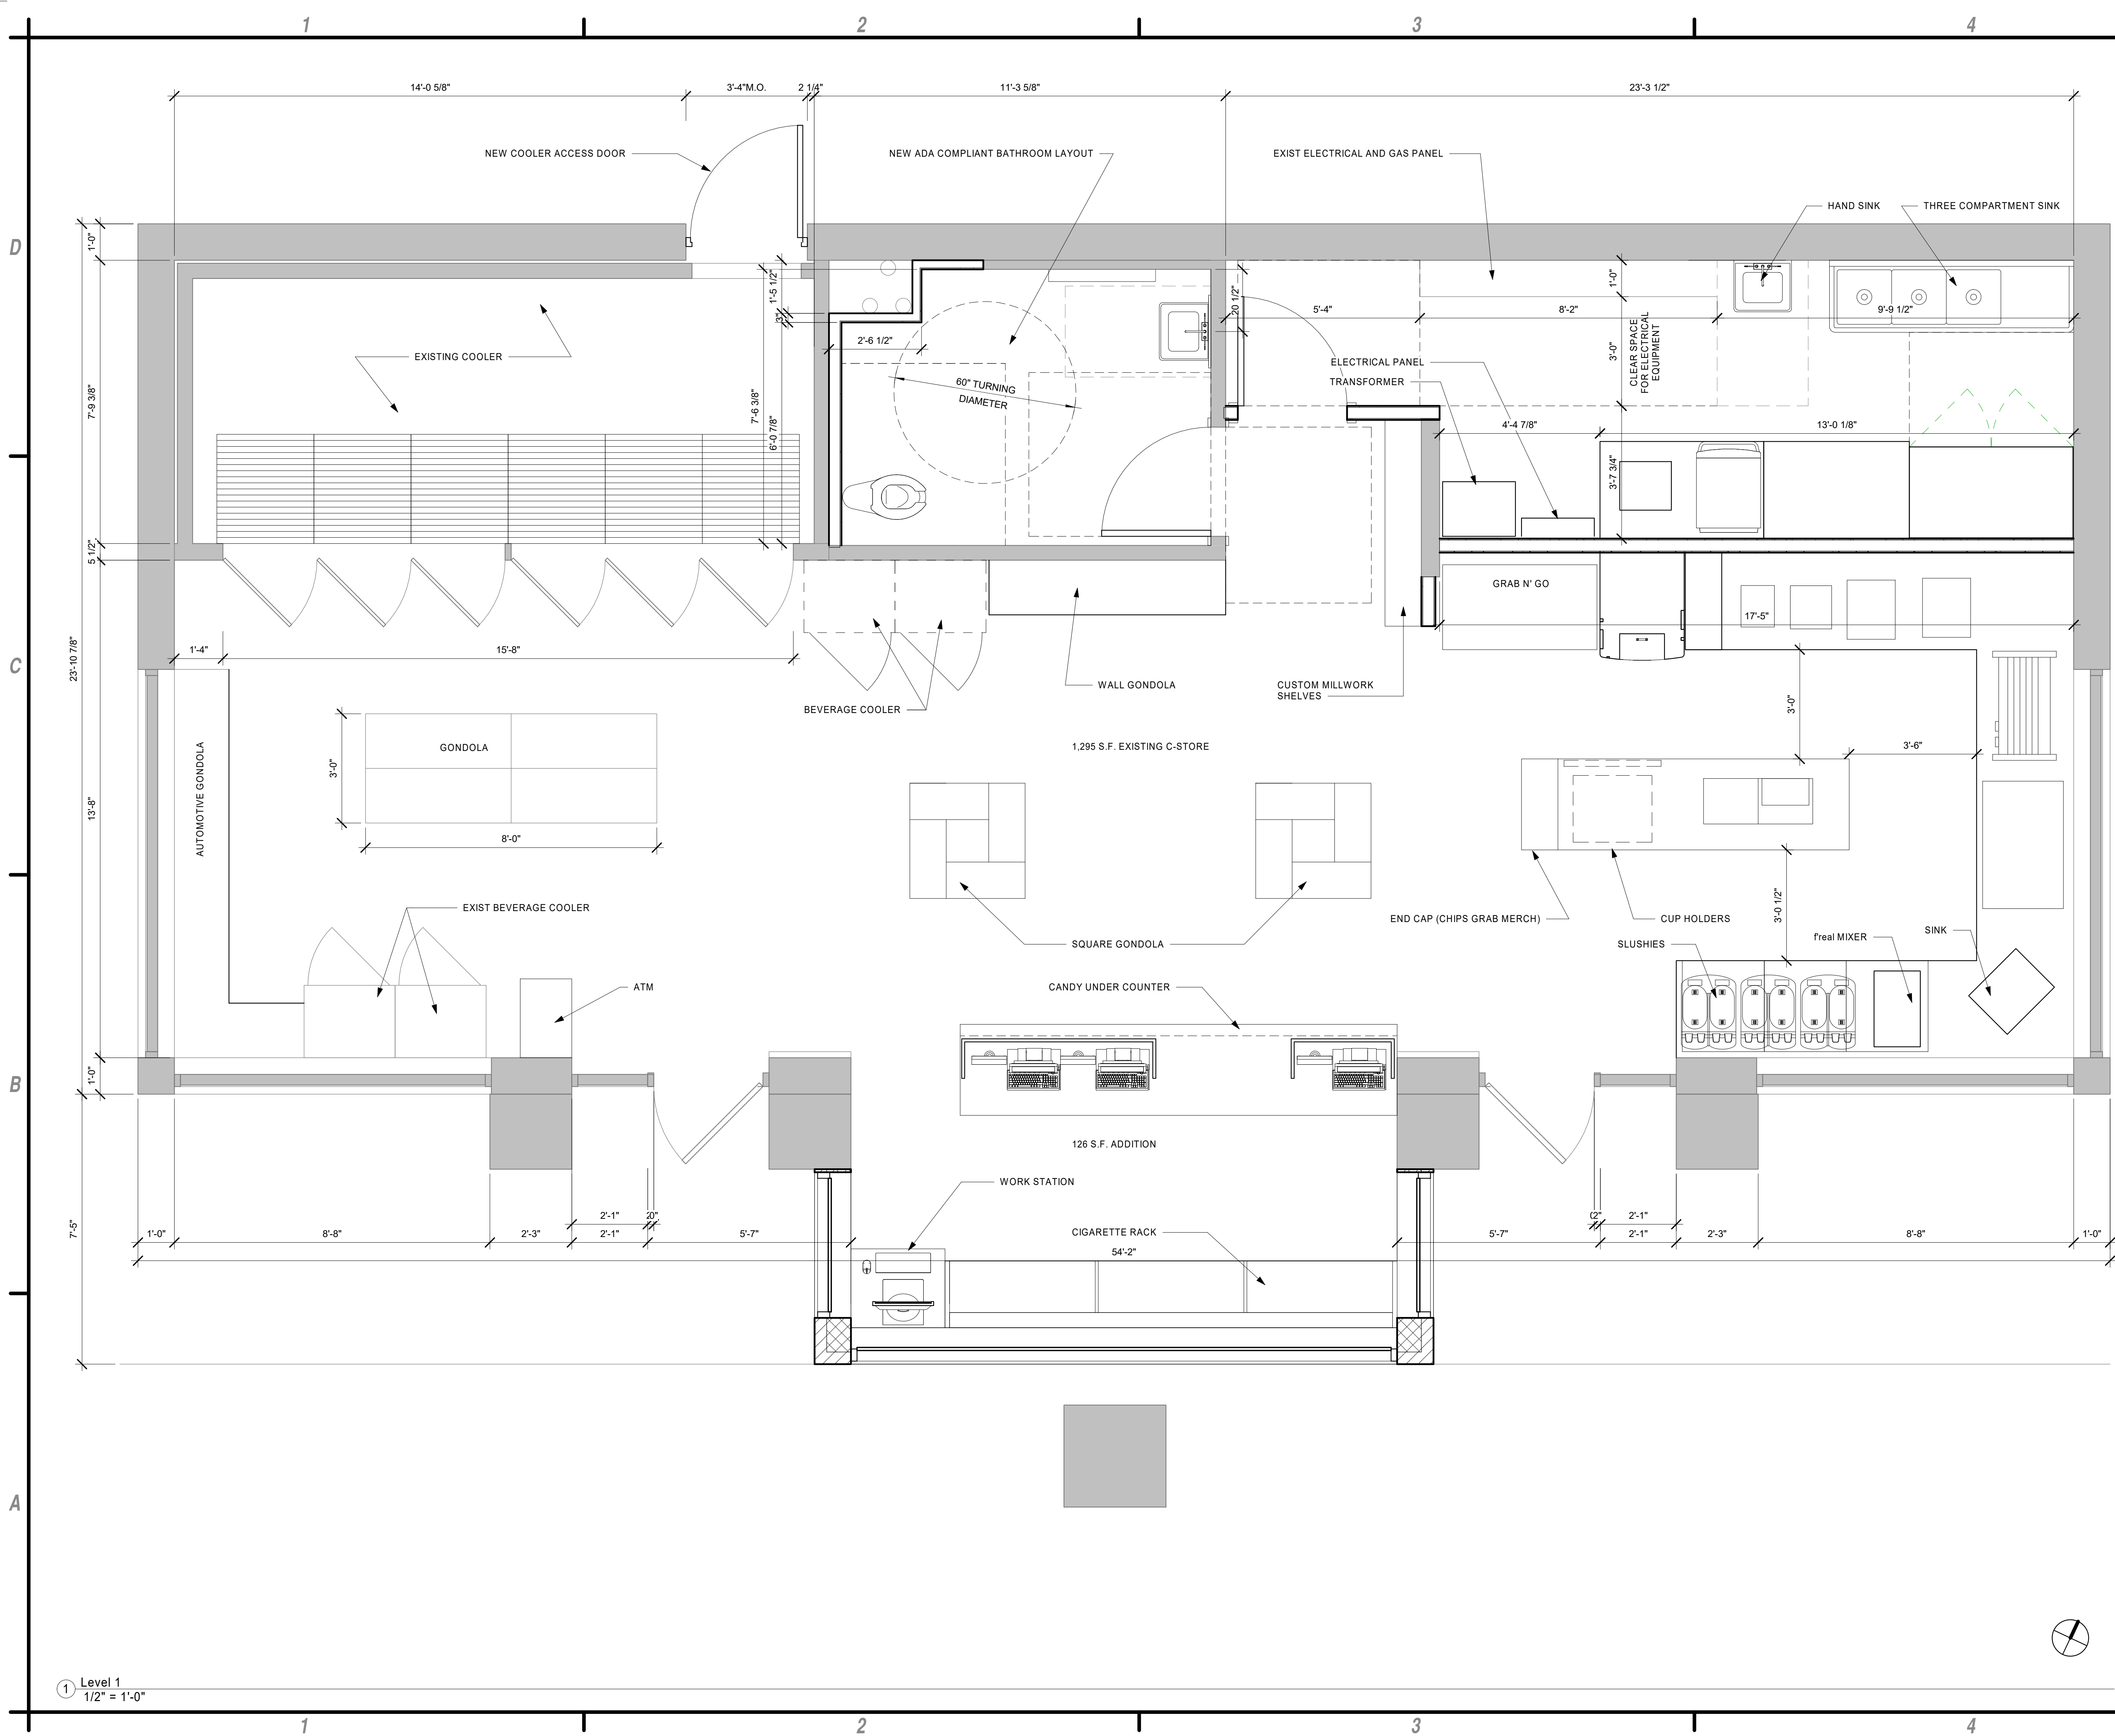 1 2 3 4
14'-0 5/8" 3'-4"M.O. 2 1/4" 11'-3 5/8" 23'-3 1/2"
NEW COOLER ACCESS DOOR
NEW ADA COMPLIANT BATHROOM LAYOUT
EXIST ELECTRICAL AND GAS PANEL
HAND SINK
THREE COMPARTMENT SINK
D
1'-0"
1'-5 1/2"
3"
20 1/2"
5'-4"
8'-2"
1'-0"
9'-9 1/2"
2'-6 1/2"
3'-0"
CLEAR SPACE
FOR ELECTRICAL
EQUIPMENT
EXISTING COOLER
60" TURNING
DIAMETER
ELECTRICAL PANEL
TRANSFORMER
7'-9 3/8"
7'-6 3/8"
6'-0 7/8"
4'-4 7/8"
13'-0 1/8"
3'-7 3/4"
5 1/2"
GRAB N' GO
17'-5"
23'-10 7/8"
C
1'-4"
15'-8"
WALL GONDOLA
CUSTOM MILLWORK
SHELVES
BEVERAGE COOLER
3'-0"
GONDOLA
1,295 S.F. EXISTING C-STORE
3'-6"
3'-0"
AUTOMOTIVE GONDOLA
13'-8"
8'-0"
EXIST BEVERAGE COOLER
3'-0 1/2"
END CAP (CHIPS GRAB MERCH)
CUP HOLDERS
SQUARE GONDOLA
SLUSHIES
f'real MIXER
SINK
ATM
CANDY UNDER COUNTER
1'-0"
B
126 S.F. ADDITION
WORK STATION
2'-1"
2'-1"
7'-5"
1'-0" 8'-8" 2'-3" 2'-1" 5'-7"
CIGARETTE RACK
5'-7" 2'-1" 2'-3" 8'-8" 1'-0"
54'-2"
A
1
Level 1
1/2" = 1'-0"
1 2 3 4